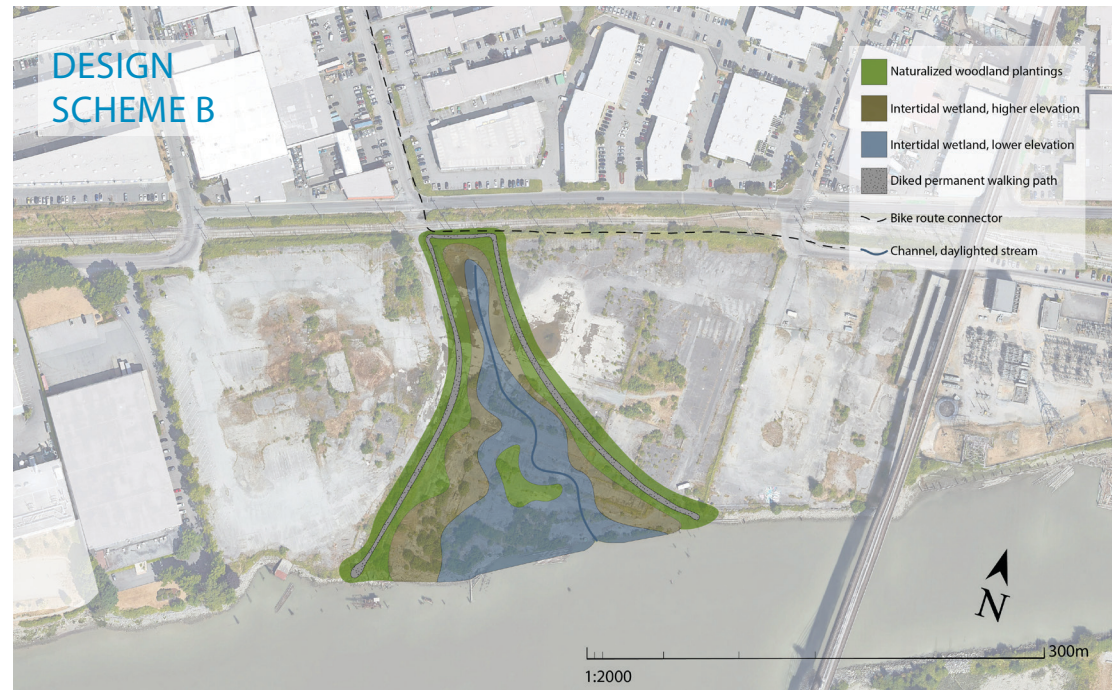 DESIGN
SCHEME B
Naturalized woodland plantings
Intertidal wetland, higher elevation
Intertidal wetland, lower elevation
Diked permanent walking path
Bike route connector
Channel, daylighted stream
N
300m
1:2000